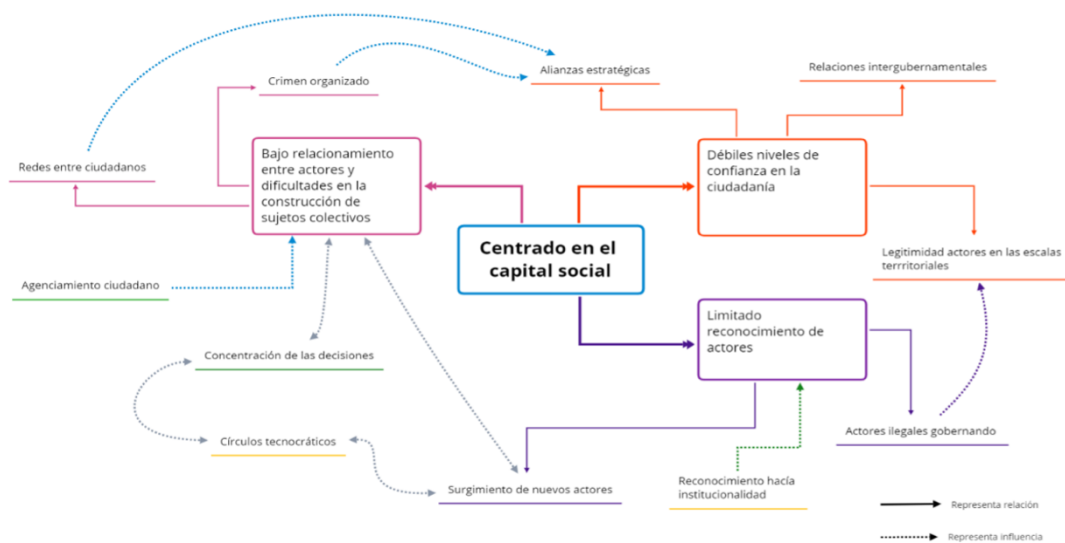 Relaciones intergubernamentales
Alianzas estratégicas
Crimen organizado
Redes entre ciudadanos
Bajo relacionamiento
entre actores y
dificultades en la
construcción de
sujetos colectivos
Débiles niveles de
confianza en la
ciudadanía
Centrado en el
capital social
Legitimidad actores en las escalas
terrritoriales
Agenciamiento ciudadano
Limitado
reconocimiento de
actores
Concentración de las decisiones
Círculos tecnocráticos
Actores ilegales gobernando
Surgimiento de nuevos actores
Reconocimiento hacía
institucionalidad
Representa relación
Representa influencia